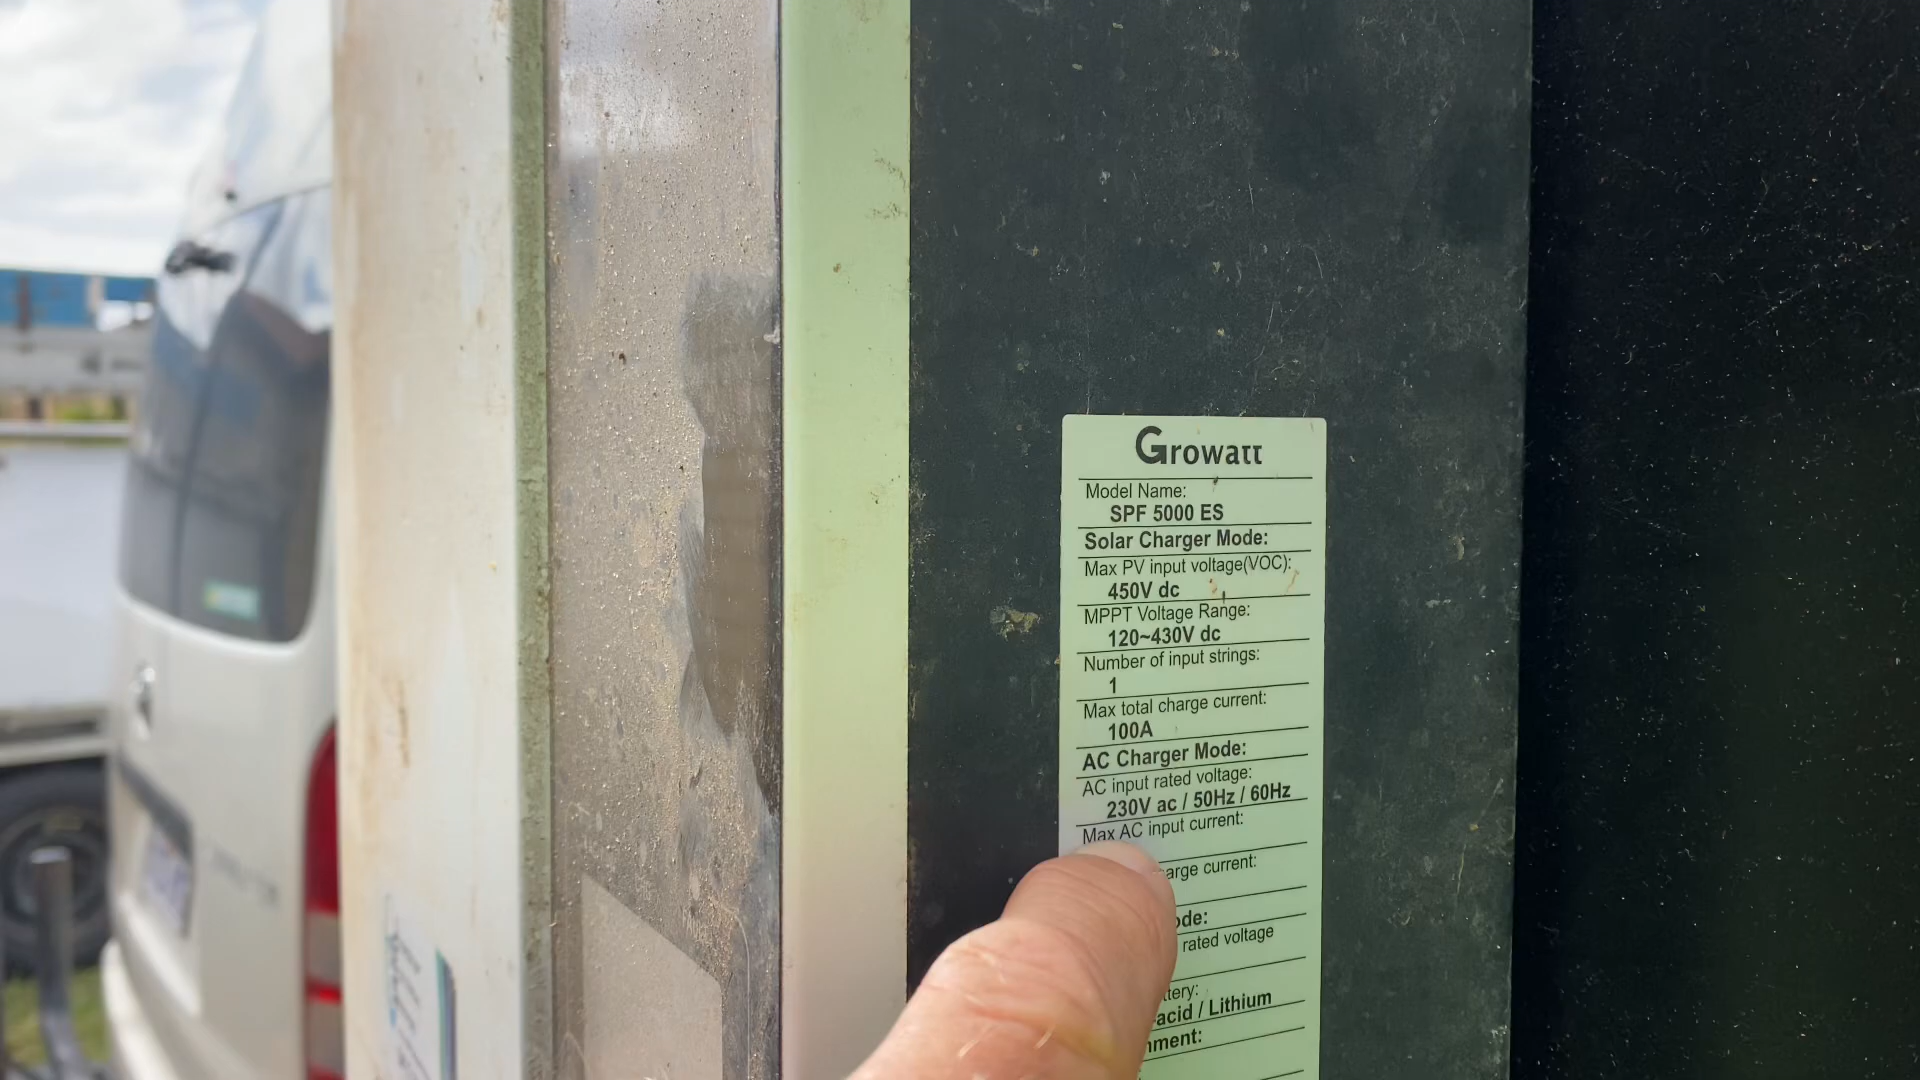 Growatt
Model Name:
SPF 5000 ES
Solar Charger Mode:
Max PV input voltage(VOC):
450V dc
MPPT Voltage Range:
120~430V dc
Number of input strings:
1
Max total charge current:
100A
AC Charger Mode:
AC input rated voltage:
230V ac / 50Hz / 60Hz
Max AC input current:
arge current:
ode:
rated voltage
ttery:
-acid / Lithium
nment: